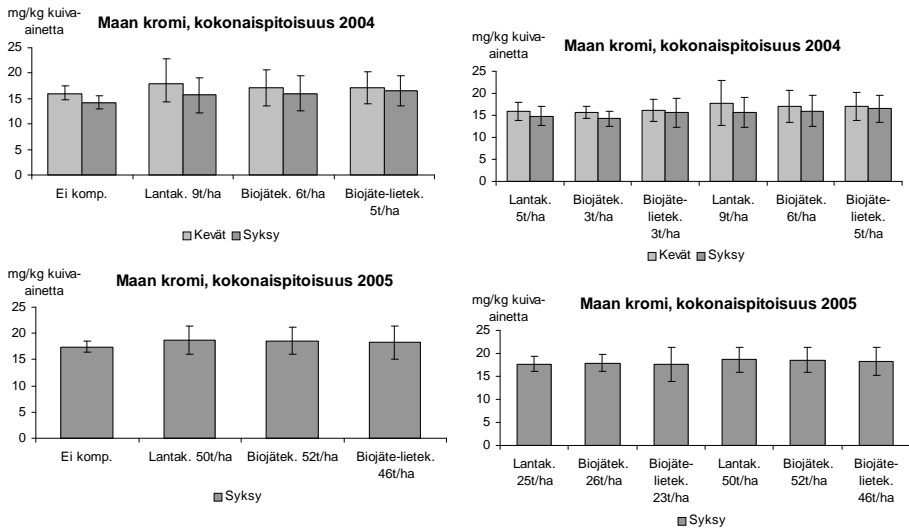 mg/kg kuiva-
ainetta
Maan kromi, kokonaispitoisuus 2004
25
20
15
10
5
0
Ei komp.
Lantak. 9t/ha
Biojätek. 6t/ha
Biojäte-lietek.
5t/ha
Kevät
Syksy
mg/kg kuiva-
ainetta
Maan kromi, kokonaispitoisuus 2004
25
20
15
10
5
0
Lantak.
5t/ha
Biojätek.
3t/ha
Biojäte-
lietek.
3t/ha
Lantak.
9t/ha
Biojätek.
6t/ha
Biojäte-
lietek.
5t/ha
Kevät
Syksy
mg/kg kuiva-
ainetta
Maan kromi, kokonaispitoisuus 2005
25
20
15
10
5
0
Ei komp.
Lantak. 50t/ha
Biojätek. 52t/ha
Biojäte-lietek.
46t/ha
Syksy
mg/kg kuiva-
ainetta
Maan kromi, kokonaispitoisuus 2005
25
20
15
10
5
0
Lantak.
25t/ha
Biojätek.
26t/ha
Biojäte-
lietek.
23t/ha
Lantak.
50t/ha
Biojätek.
52t/ha
Biojäte-
lietek.
46t/ha
Syksy